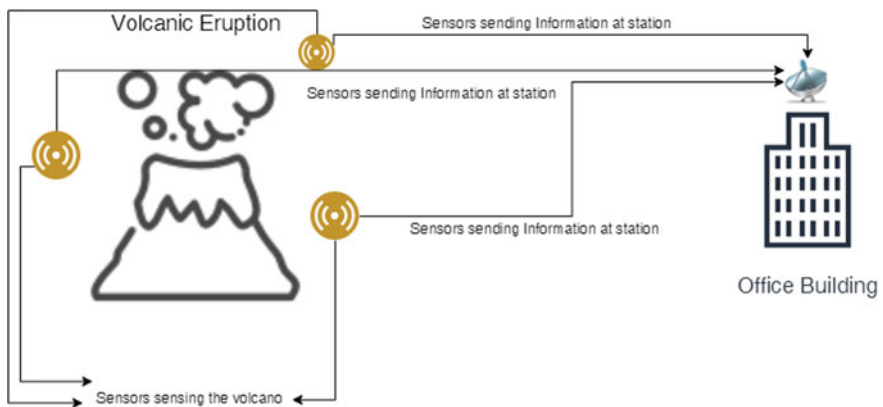 Volcanic Eruption
Sensors sending Information at station
Sensors sending Information at station
Sensors sending Information at station
Office Building
Sensors sensing the volcano